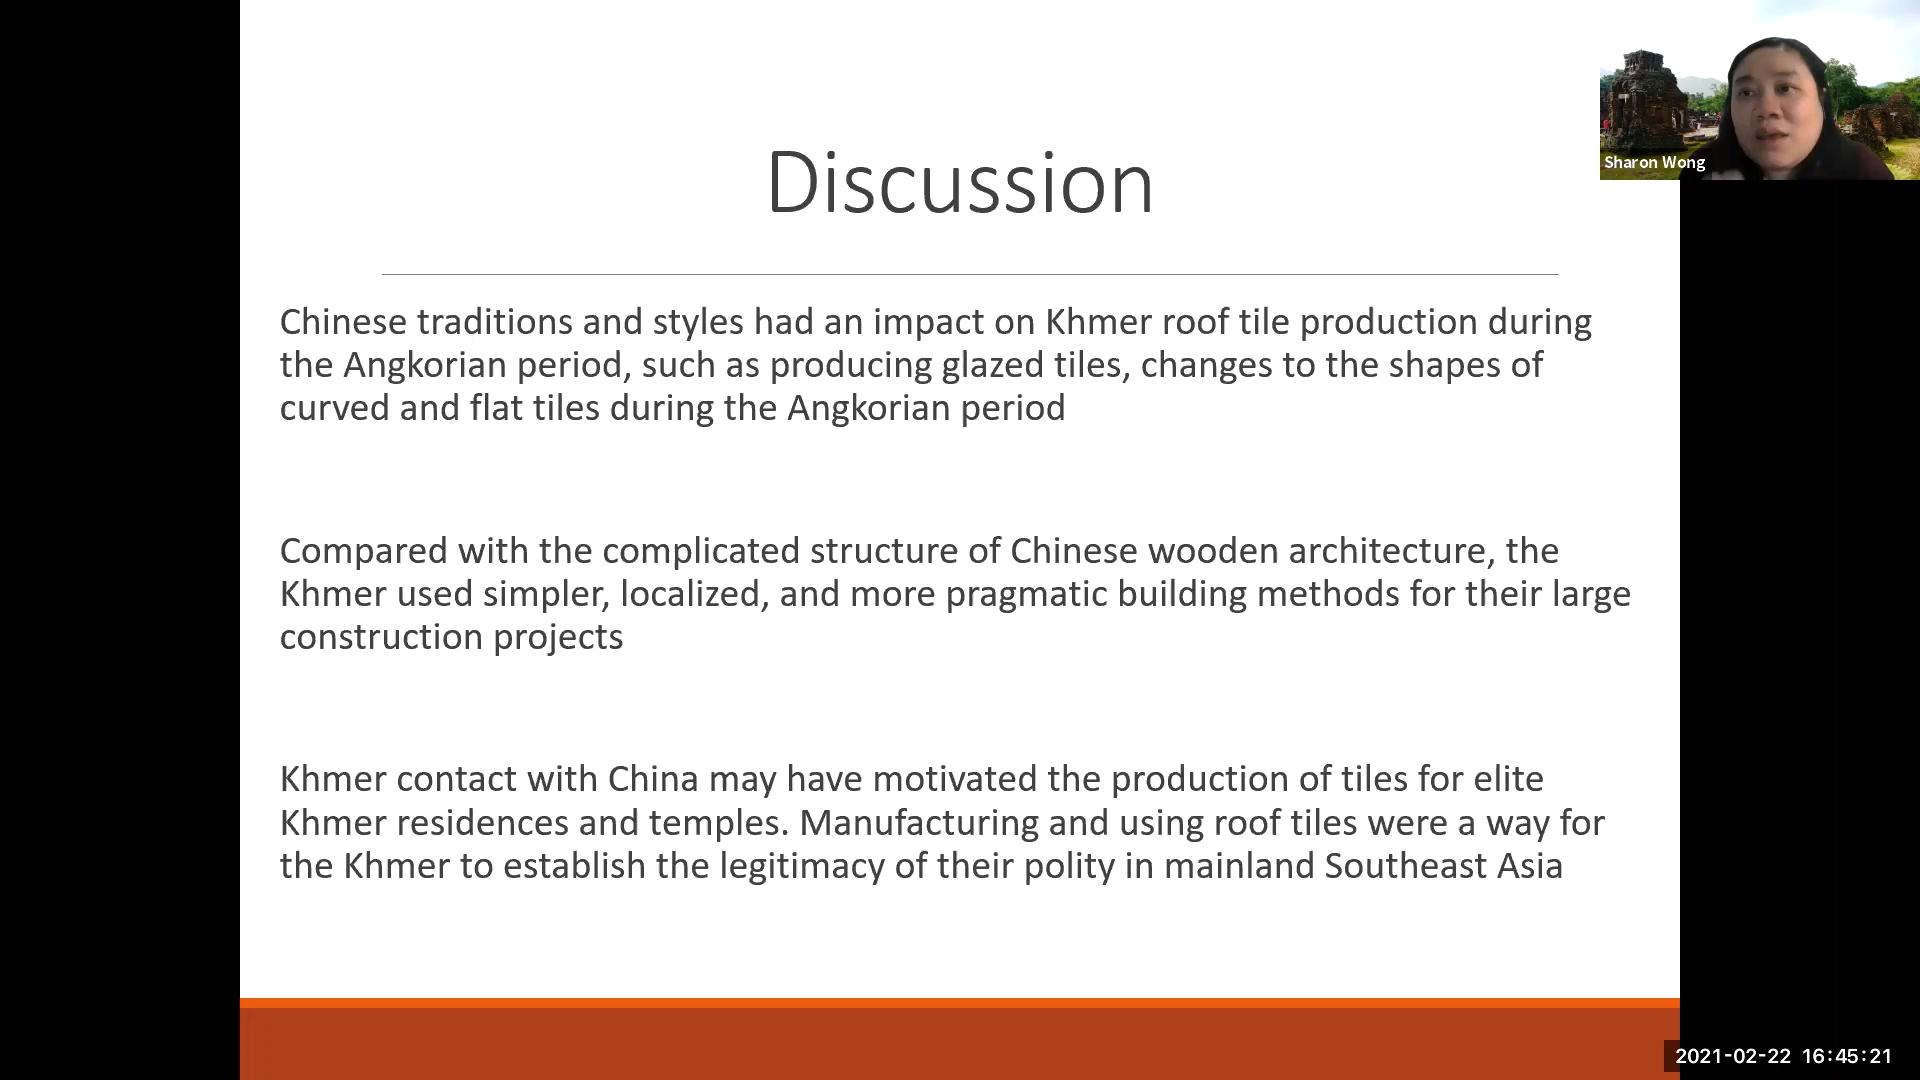 Discussion
Sharon Wong
Chinese traditions and styles had an impact on Khmer roof tile production during
the Angkorian period, such as producing glazed tiles, changes to the shapes of
curved and flat tiles during the Angkorian period
Compared with the complicated structure of Chinese wooden architecture, the
Khmer used simpler, localized, and more pragmatic building methods for their large
construction projects
Khmer contact with China may have motivated the production of tiles for elite
Khmer residences and temples. Manufacturing and using roof tiles were a way for
the Khmer to establish the legitimacy of their polity in mainland Southeast Asia
2021-02-22 16:45:21